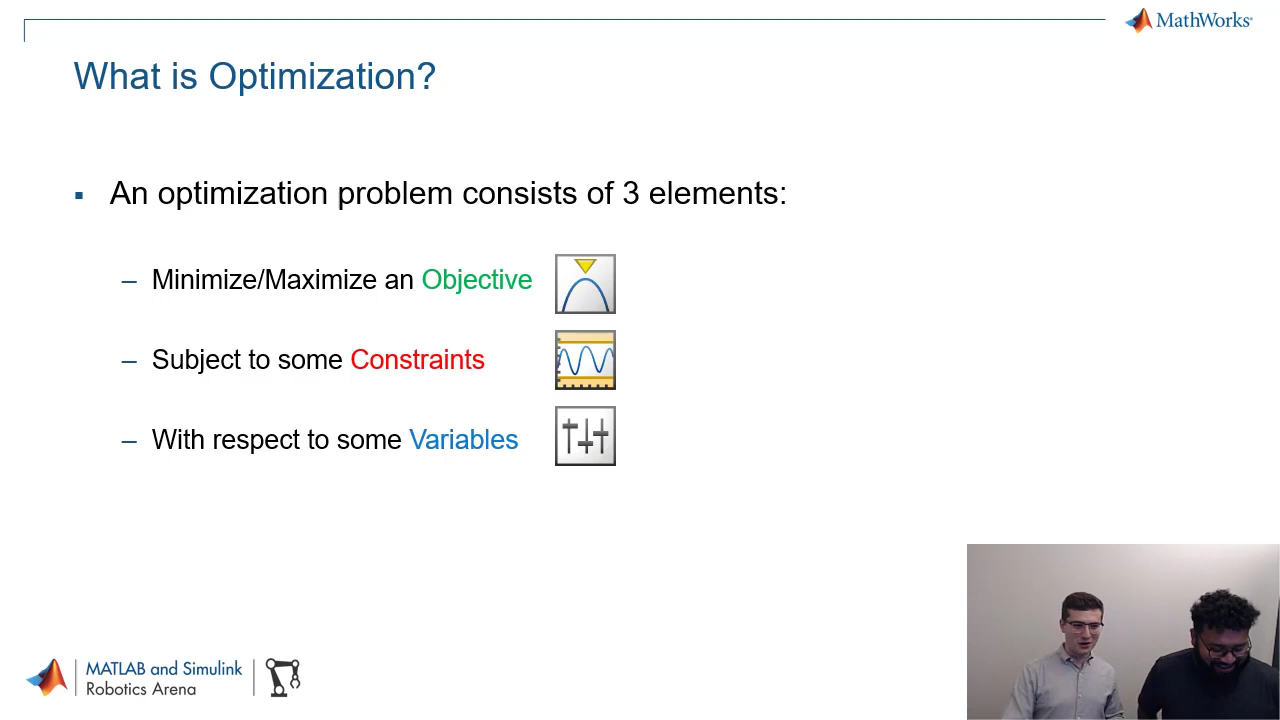 MathWorks®
What is Optimization?
▪ An optimization problem consists of 3 elements:
– Minimize/Maximize an Objective
– Subject to some Constraints
– With respect to some Variables
MATLAB and Simulink
Robotics Arena